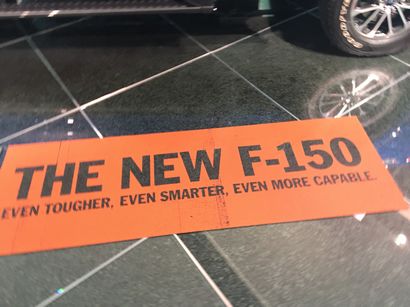 THE NEW F-150
EVEN TOUGHER, EVEN SMARTER, EVEN MORE CAPABLE.